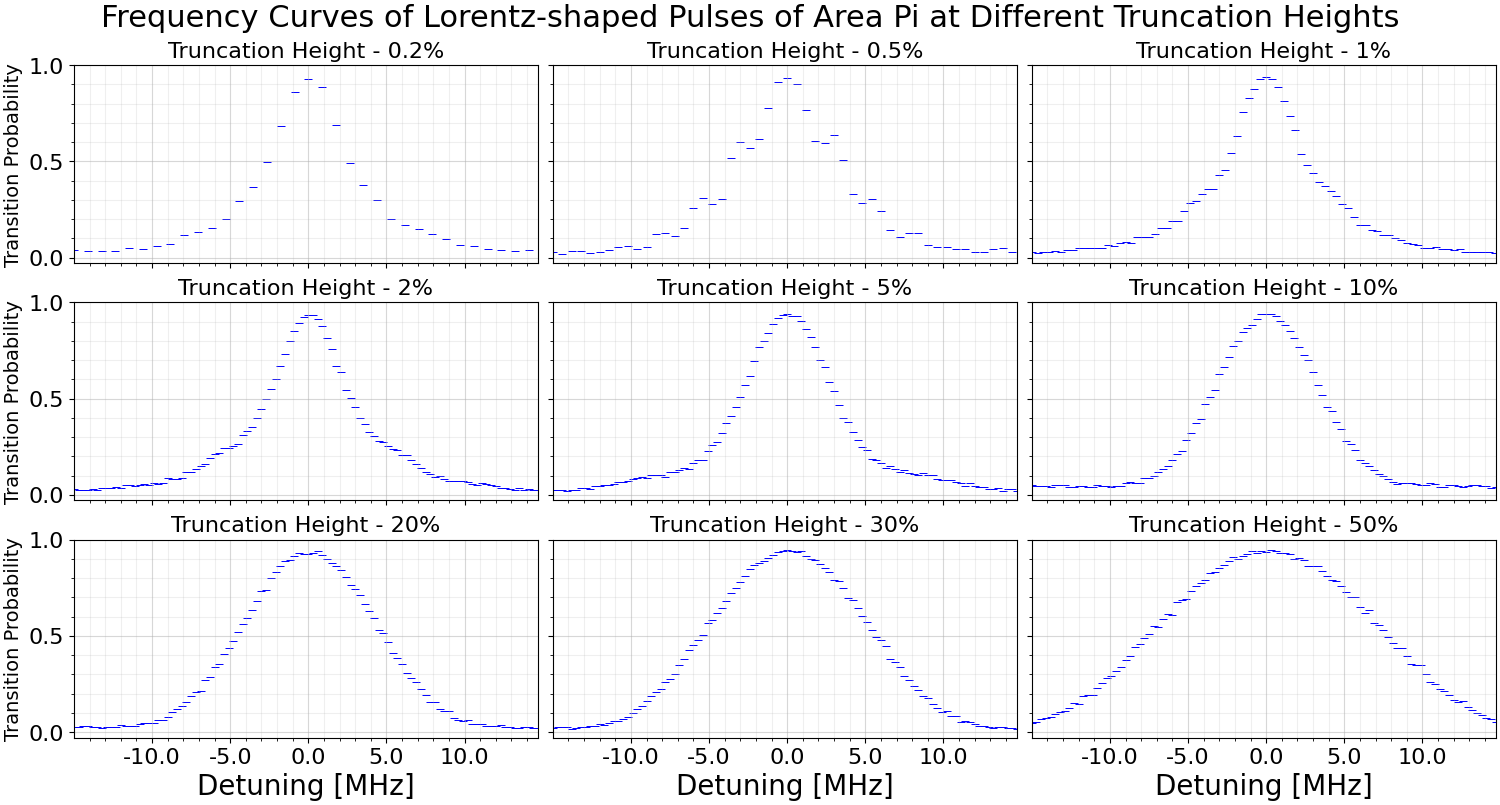 Frequency Curves of Lorentz-shaped Pulses of Area Pi at Different Truncation Heights
Truncation Height - 0.2%
Truncation Height - 0.5%
Truncation Height - 1%
Transition Probability
1.0
0.5
0.0
Truncation Height - 2%
Truncation Height - 5%
Truncation Height - 10%
Transition Probability
1.0
0.5
0.0
Truncation Height - 20%
Truncation Height - 30%
Truncation Height - 50%
Transition Probability
1.0
0.5
0.0
-10.0 -5.0 0.0 5.0 10.0
-10.0 -5.0 0.0 5.0 10.0
-10.0 -5.0 0.0 5.0 10.0
Detuning [MHz]
Detuning [MHz]
Detuning [MHz]